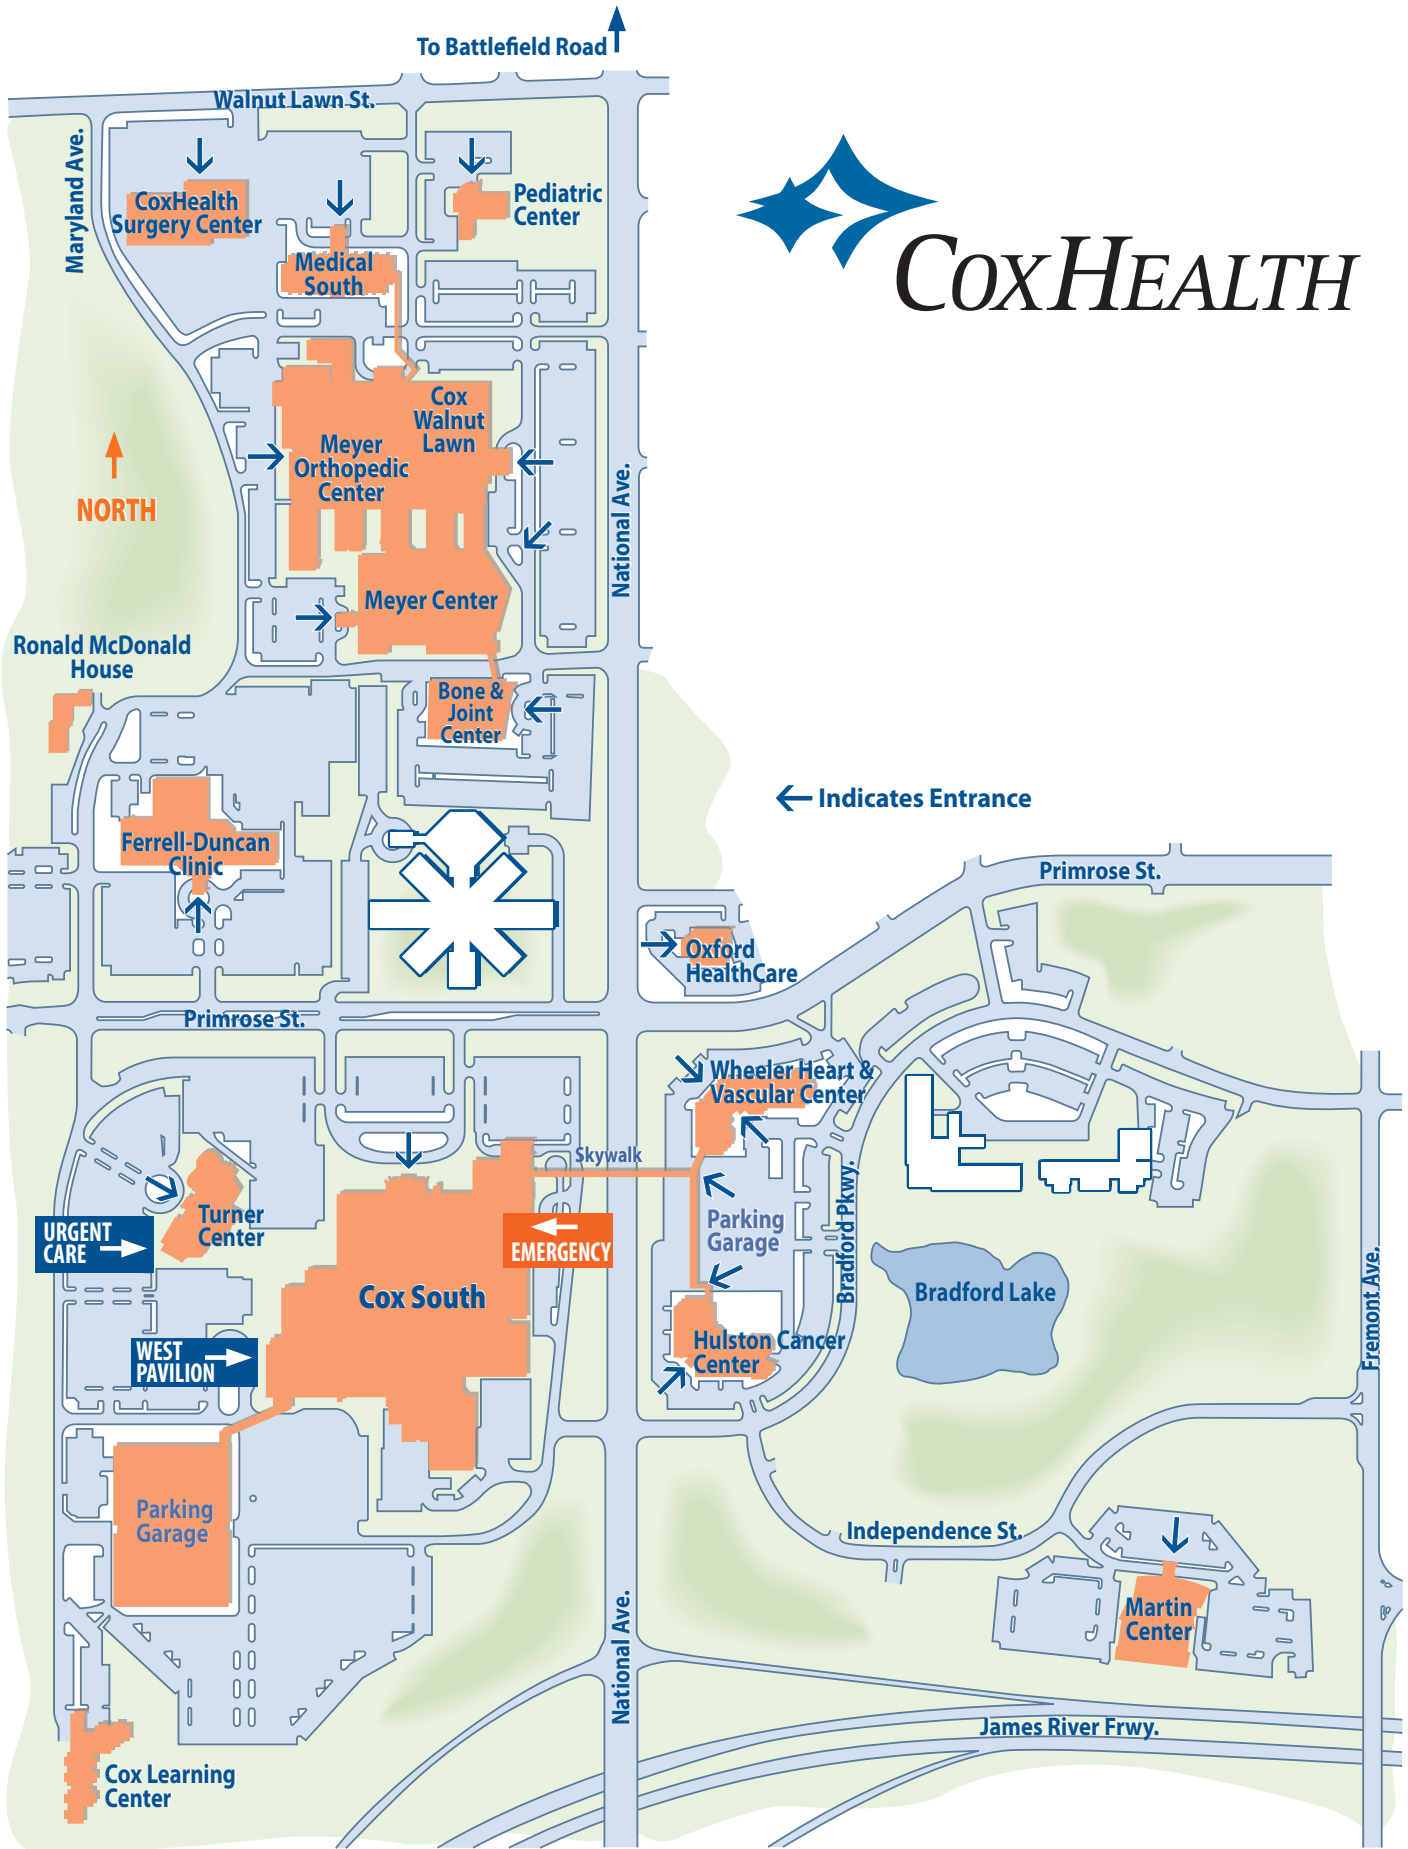 To Battlefield Road
Walnut Lawn St.
Maryland Ave.
CoxHealth
Surgery Center
Pediatric
Center
Medical
South
COXHEALTH
Cox
Walnut
Lawn
Meyer
Orthopedic
Center
NORTH
National Ave.
Meyer Center
Ronald McDonald
House
Bone &
Joint
Center
Indicates Entrance
Ferrell-Duncan
Clinic
Primrose St.
Oxford
HealthCare
Primrose St.
Wheeler Heart &
Vascular Center
Skywalk
Bradford Pkwy.
Turner
Center
Parking
Garage
URGENT
CARE
EMERGENCY
Cox South
Bradford Lake
Fremont Ave.
WEST
PAVILION
Hulston Cancer
Center
Parking
Garage
Independence St.
Martin
Center
National Ave.
James River Frwy.
Cox Learning
Center